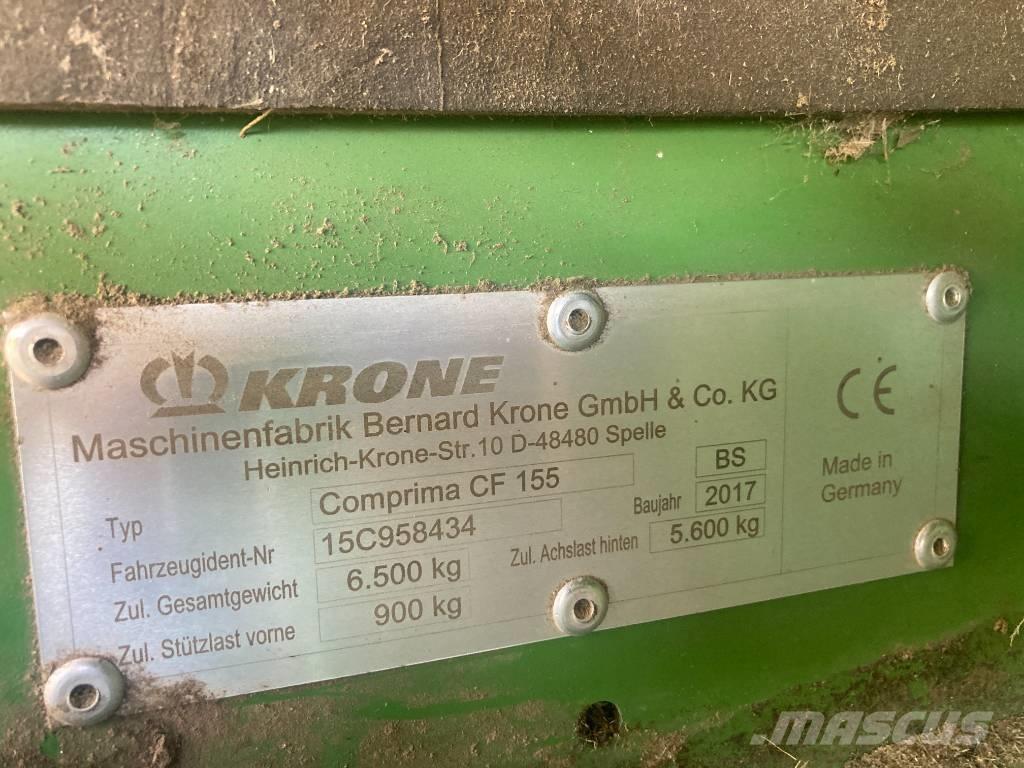 KRONE
Maschinenfabrik Bernard Krone GmbH & Co. KG
Heinrich-Krone-Str.10 D-48480 Spelle
BS
Typ Comprima CF 155
Baujahr 2017
Fahrzeugident-Nr 15C958434
Zul. Gesamtgewicht 6.500 kg
Zul. Achslast hinten 5.600 kg
Zul. Stützlast vorne 900 kg
CE
Made in
Germany
MASCUS